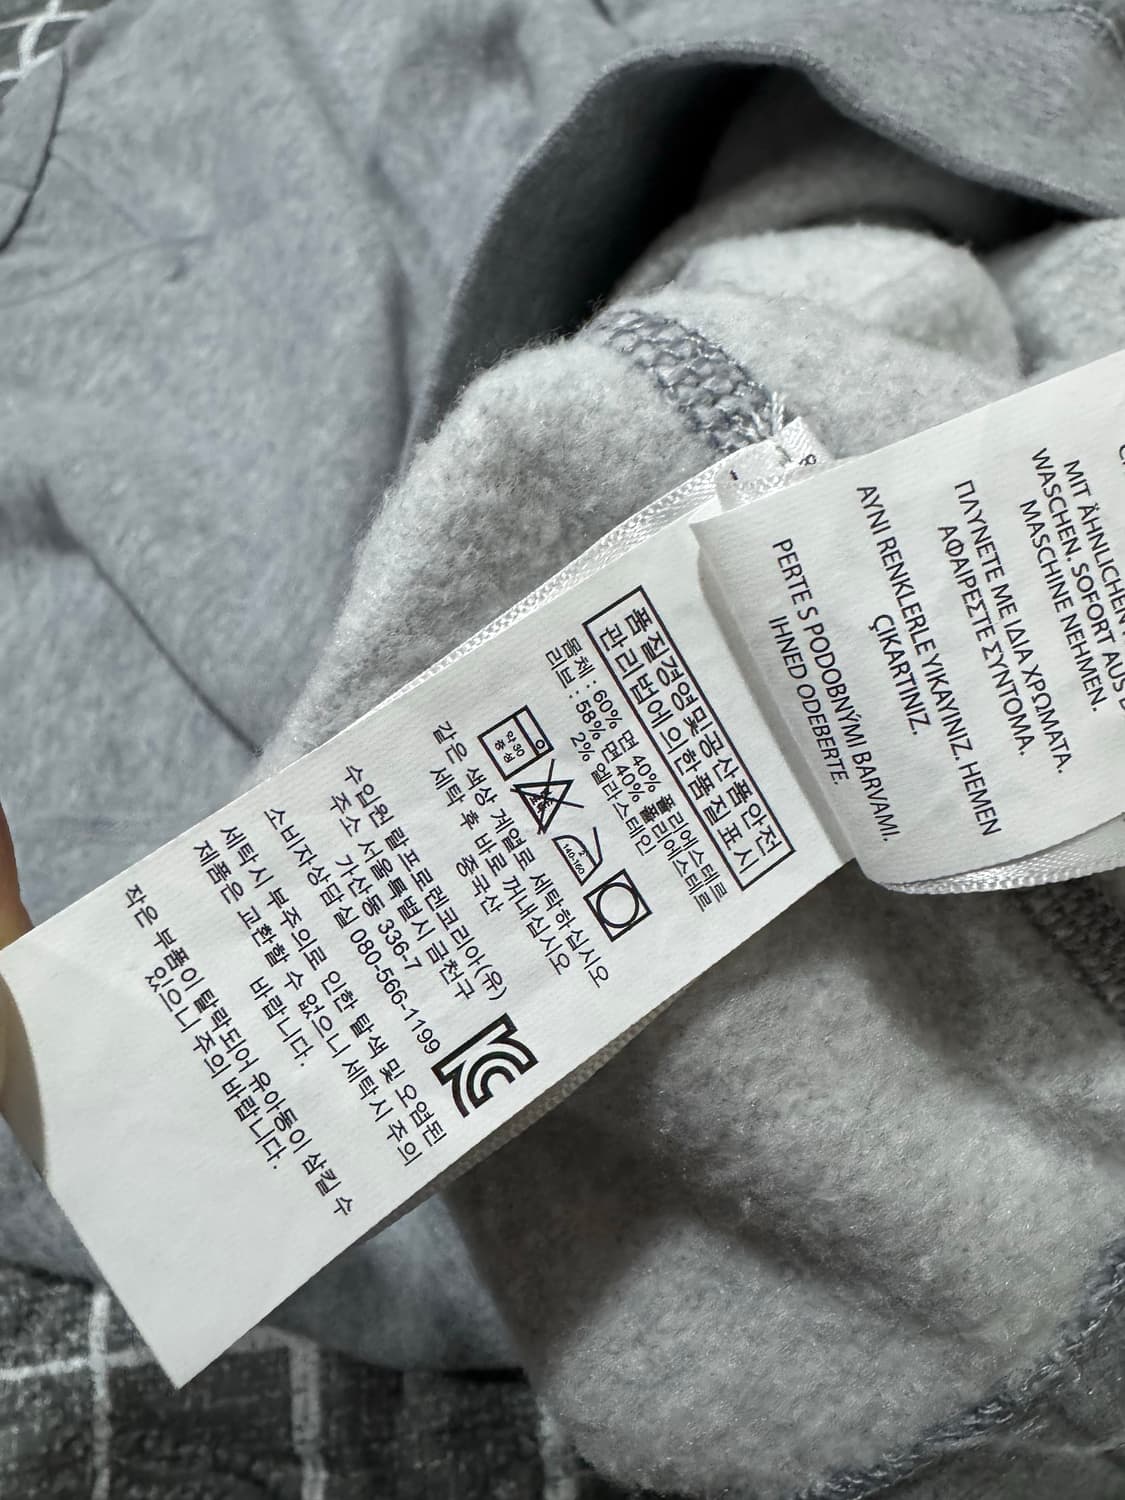 품질경영및공산품안전
관리법에의한품질표시
몸체 : 60% 면 40% 폴리에스테르
리브 : 58% 면 40% 폴리에스테르
2% 엘라스테인
약 30
중성
140-160
같은 색상 계열로 세탁하십시오
세탁 후 바로 꺼내십시오
중국산
수입원 랄프로렌코리아(유)
주소 서울특별시 금천구
가산동 336-7
소비자상담실 080-566-1199
세탁시 부주의로 인한 탈색 및 오염된
제품은 교환할 수 없으니 세탁시 주의
바랍니다.
작은 부품이 탈락되어 유아동이 삼킬 수
있으니 주의 바랍니다.
MIT ÄHNLICHEN
WASCHEN. SOFORT AUS
MASCHINE NEHMEN.
ΠΛΥΝΕΤΕ ΜΕ ΙΔΙΑ ΧΡΩΜΑΤΑ.
ΑΦΑΙΡΕΣΤΕ ΣΥΝΤΟΜΑ.
AYNI RENKLERLE YIKAYINIZ. HEMEN
ÇIKARTINIZ.
PERTE S PODOBNÝMI BARVAMI.
IHNED ODEBERTE.